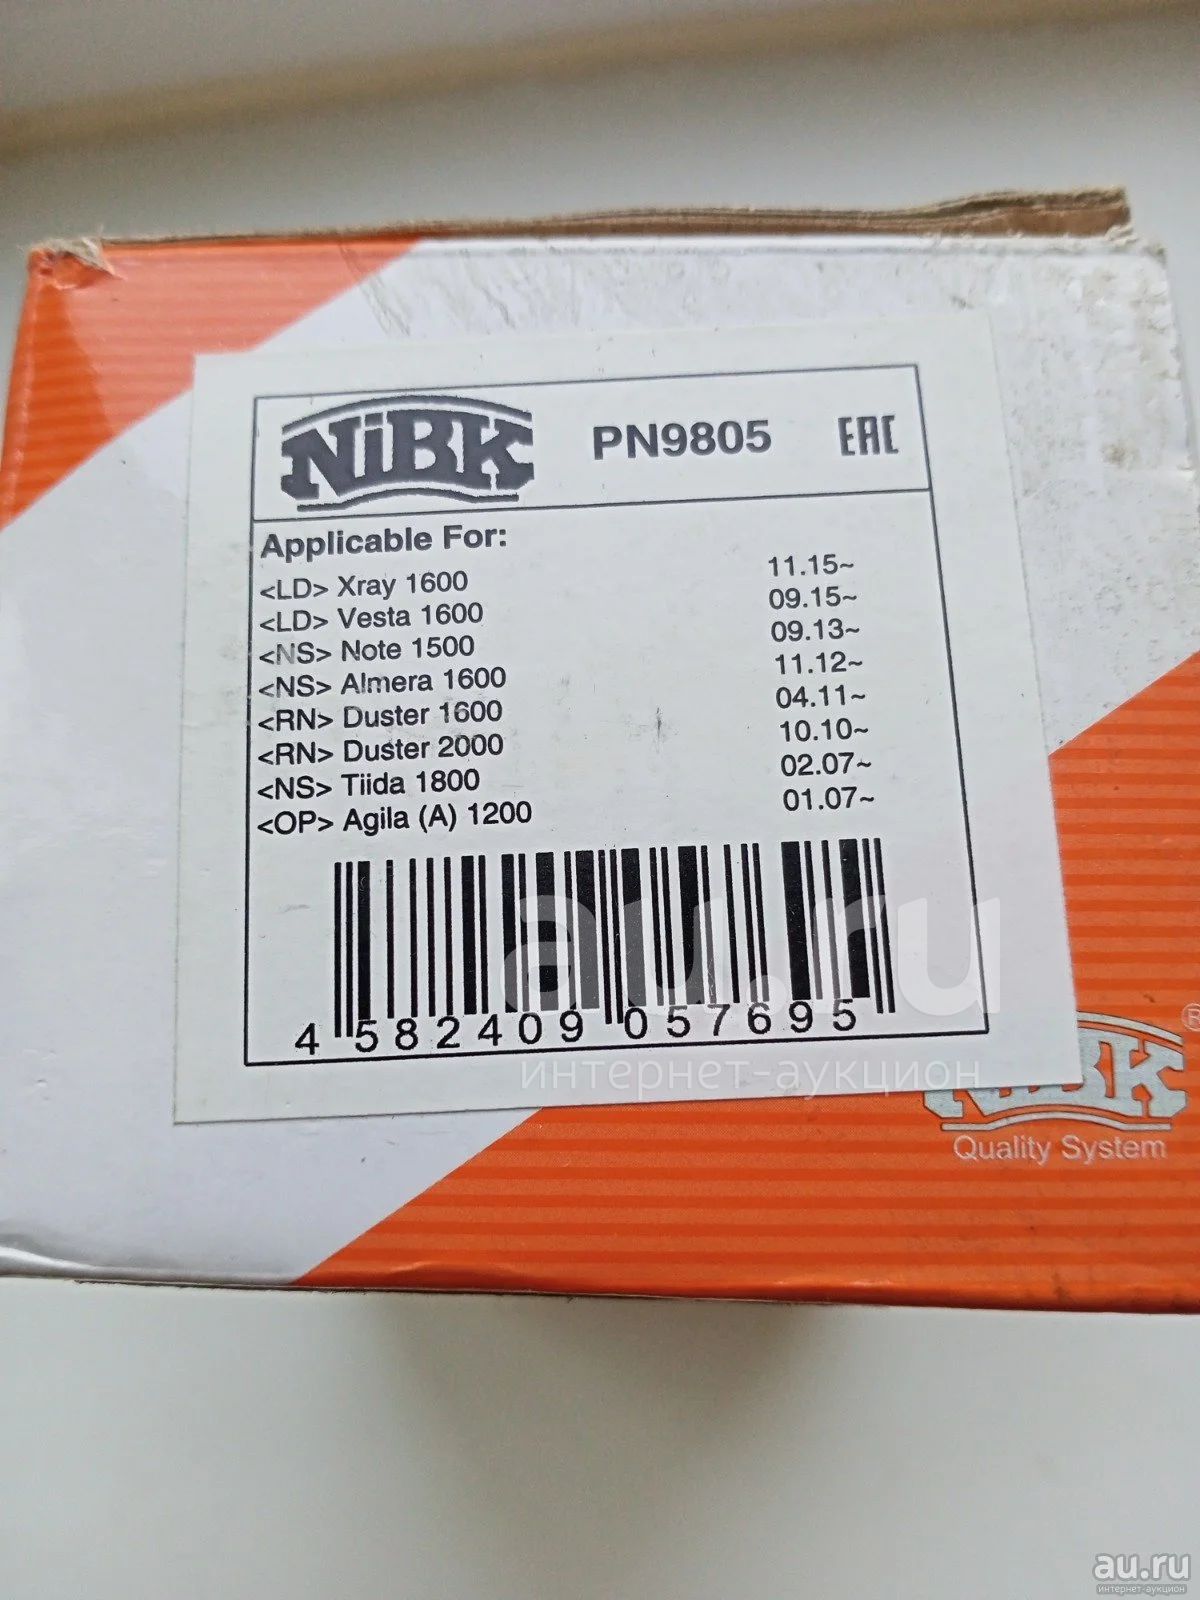 NiBK PN9805 EAC
Applicable For:
<LD> Xray 1600 11.15~
<LD> Vesta 1600 09.15~
<NS> Note 1500 09.13~
<NS> Almera 1600 11.12~
<RN> Duster 1600 04.11~
<RN> Duster 2000 10.10~
<NS> Tiida 1800 02.07~
<OP> Agila (A) 1200 01.07~
4 582409 057695
au.ru
интернет-аукцион
NiBK ®
Quality System
au.ru
интернет-аукцион